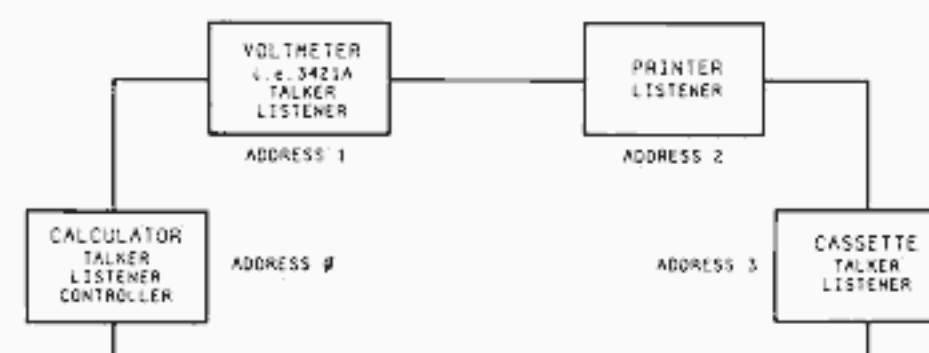 VOLTMETER
i.e. 3421A
TALKER
LISTENER
ADDRESS 1
PRINTER
LISTENER
ADDRESS 2
CALCULATOR
TALKER
LISTENER
CONTROLLER
ADDRESS 0
ADDRESS 3
CASSETTE
TALKER
LISTENER